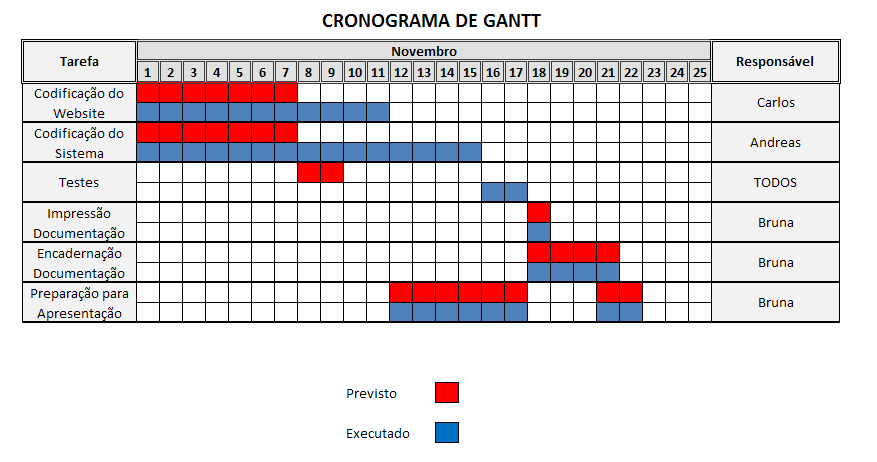 CRONOGRAMA DE GANTT
Tarefa
Novembro
Responsável
1 2 3 4 5 6 7 8 9 10 11 12 13 14 15 16 17 18 19 20 21 22 23 24 25
Codificação do
Website
Carlos
Codificação do
Sistema
Andreas
Testes
TODOS
Impressão
Documentação
Bruna
Encadernação
Documentação
Bruna
Preparação para
Apresentação
Bruna
Previsto
Executado